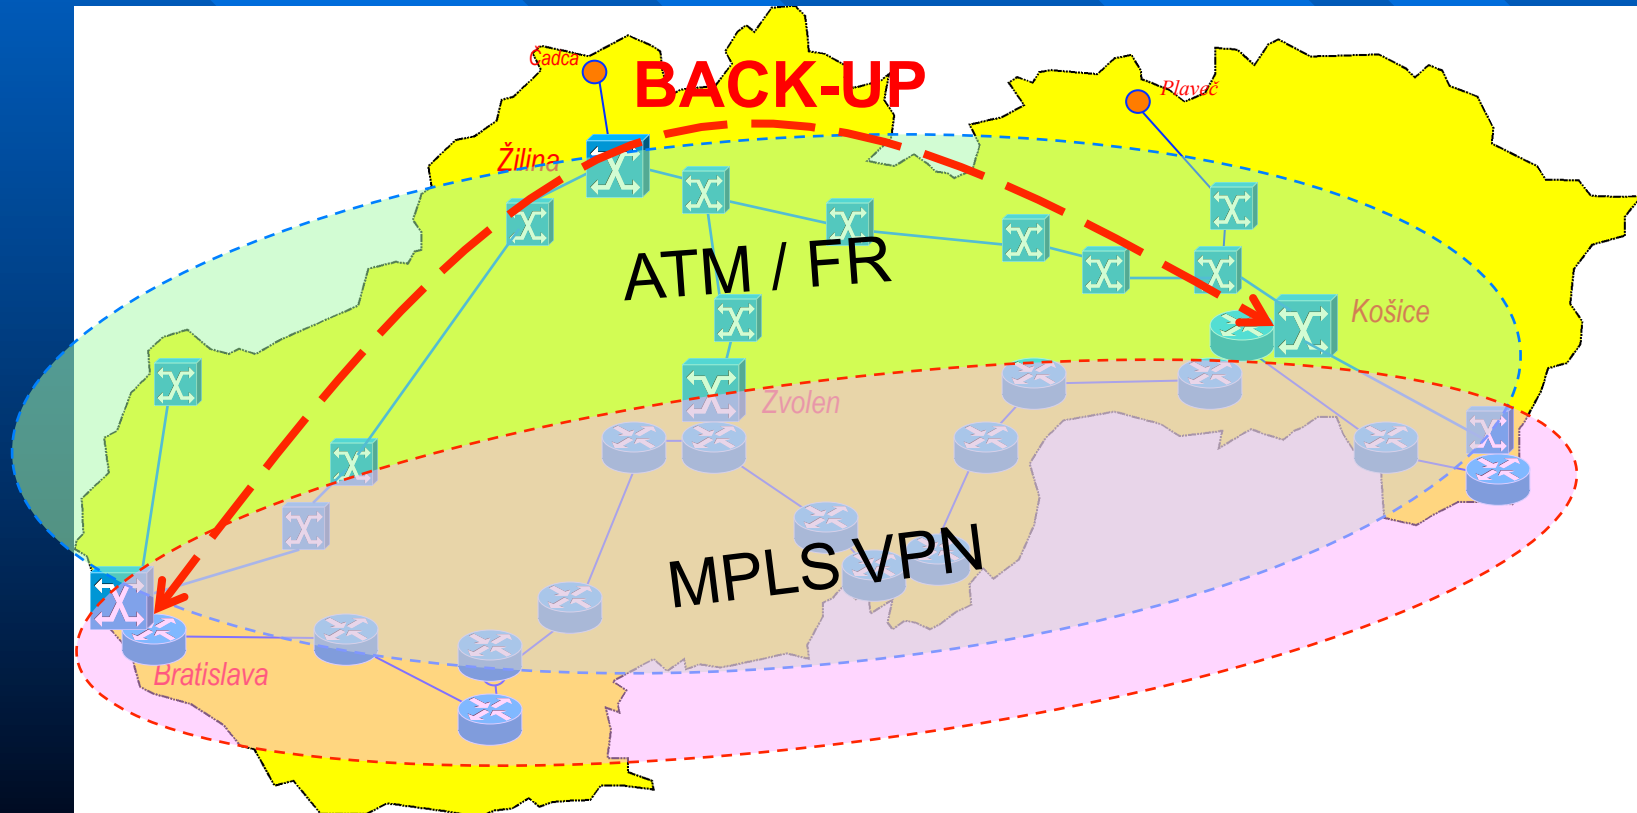 Čadca
BACK-UP
Plaveč
Žilina
ATM / FR
Košice
Zvolen
MPLS VPN
Bratislava